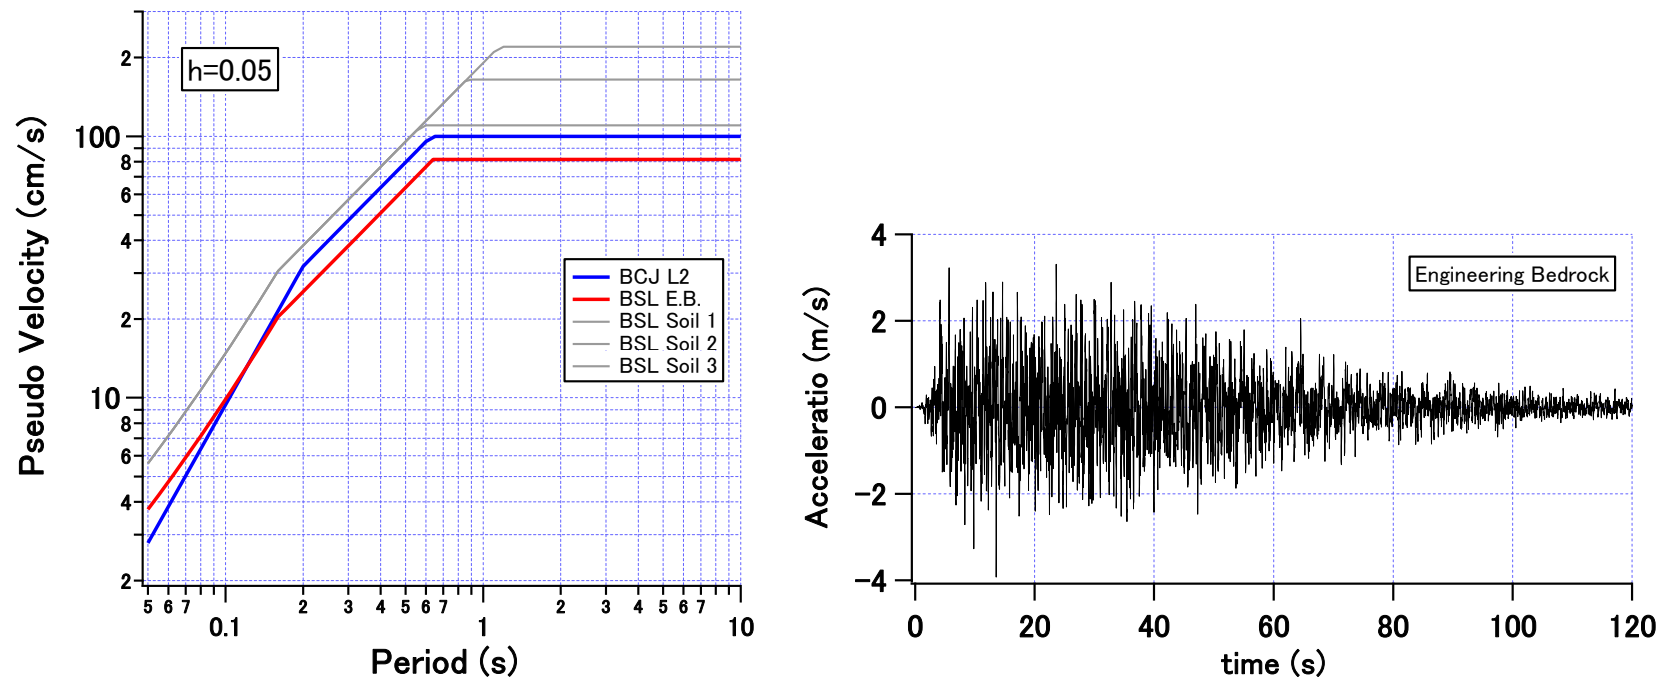 h=0.05
Pseudo Velocity (cm/s)
2
100
8
6
4
2
10
8
6
4
2
5 6 7 2 3 4 5 6 7 2 3 4 5 6 7
0.1 1 10
Period (s)
BCJ L2
BSL E.B.
BSL Soil 1
BSL Soil 2
BSL Soil 3
Engineering Bedrock
Acceleratio (m/s)
4
2
0
-2
-4
0 20 40 60 80 100 120
time (s)